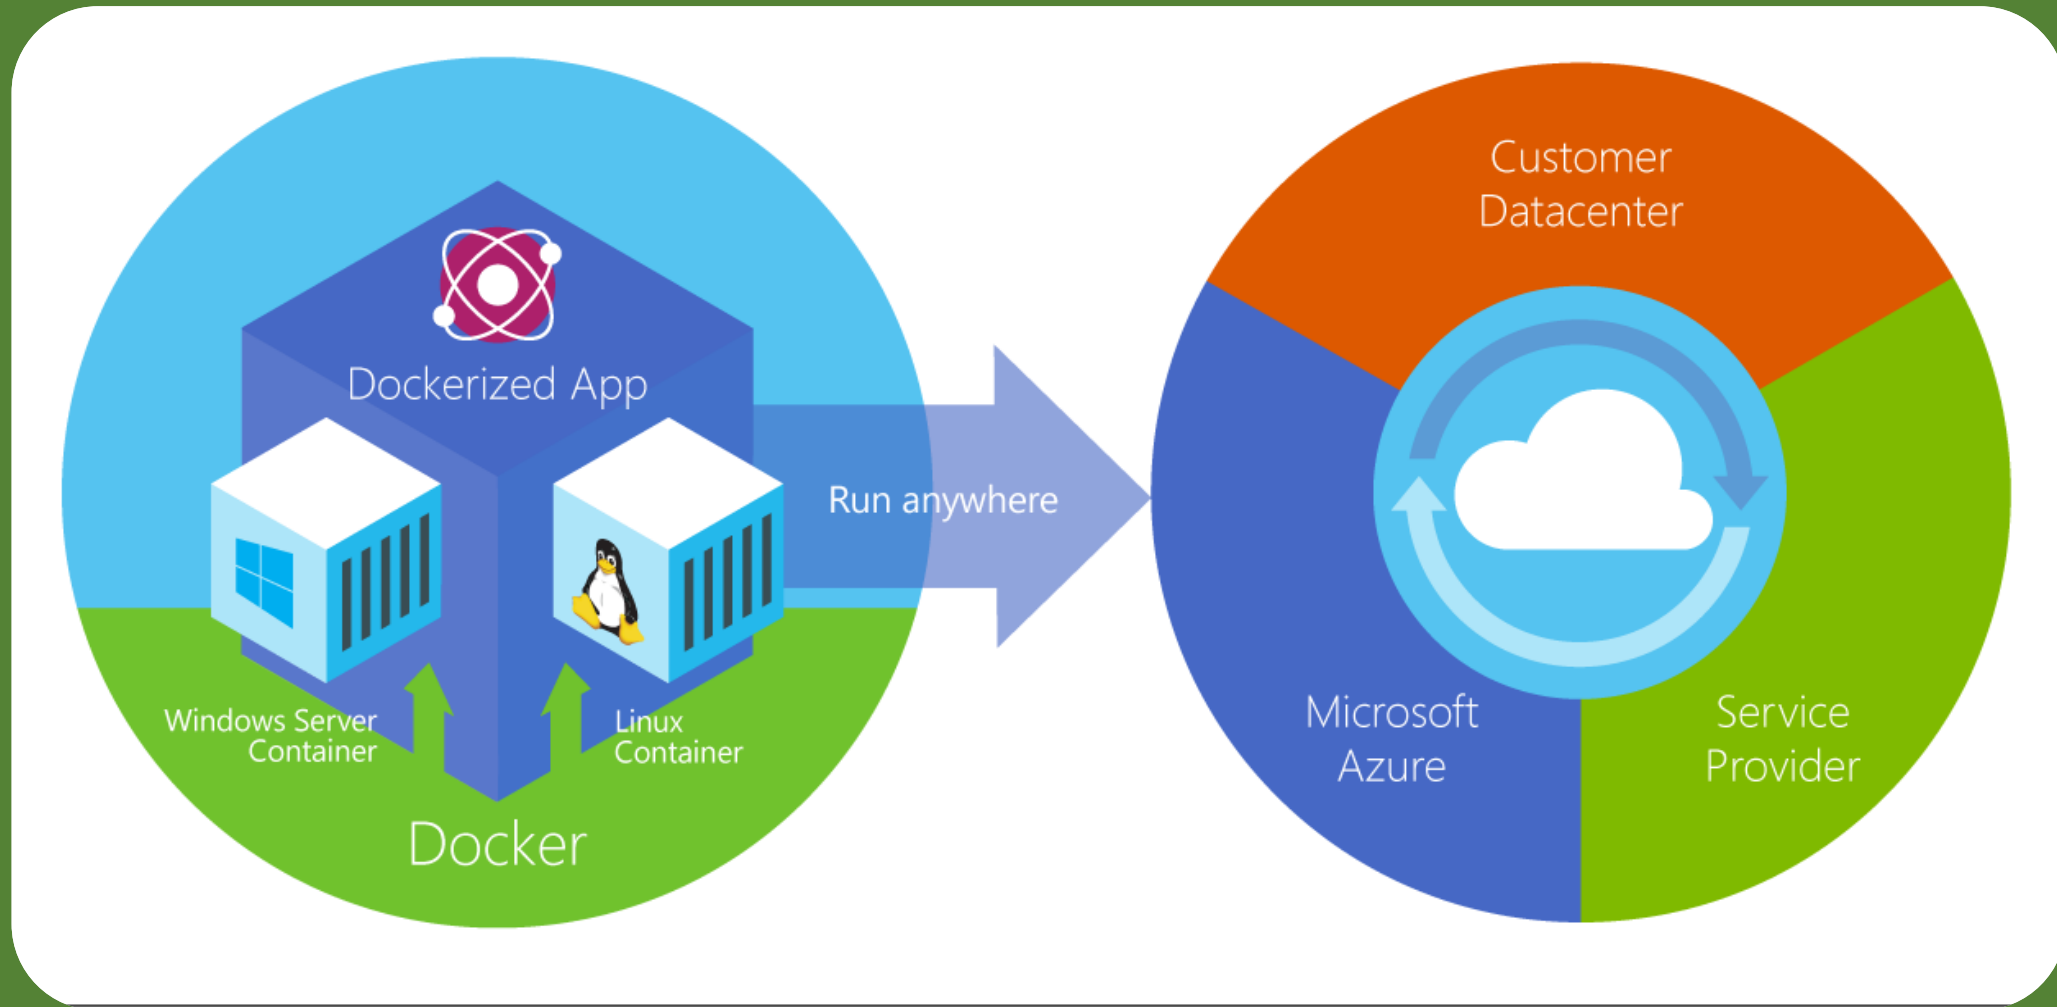 Dockerized App
Windows Server
Container
Linux
Container
Docker
Run anywhere
Customer
Datacenter
Microsoft
Azure
Service
Provider